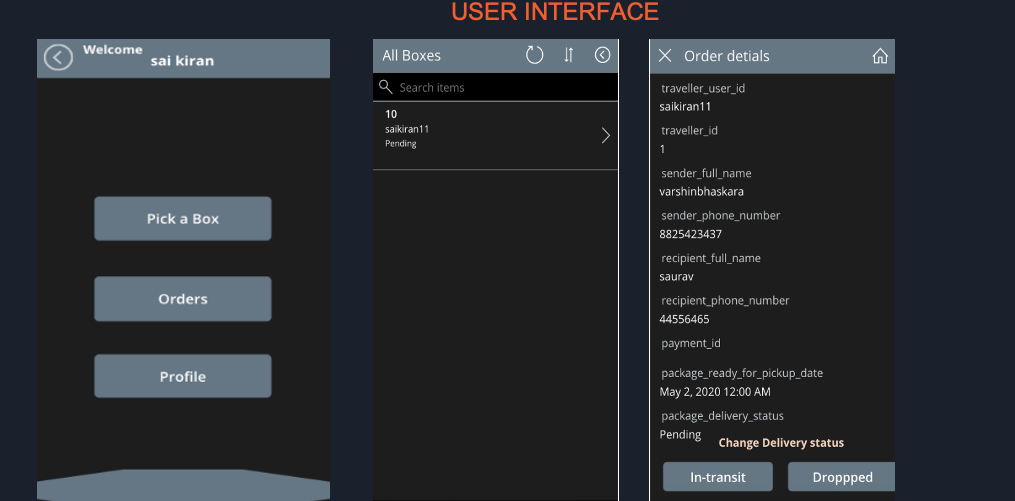 USER INTERFACE
Welcome
sai kiran
Pick a Box
Orders
Profile
All Boxes
Search items
10
saikiran11
Pending
Order detials
traveller_user_id
saikiran11
traveller_id
1
sender_full_name
varshinbhaskara
sender_phone_number
8825423437
recipient_full_name
saurav
recipient_phone_number
44556465
payment_id
package_ready_for_pickup_date
May 2, 2020 12:00 AM
package_delivery_status
Pending
Change Delivery status
In-transit
Droppped